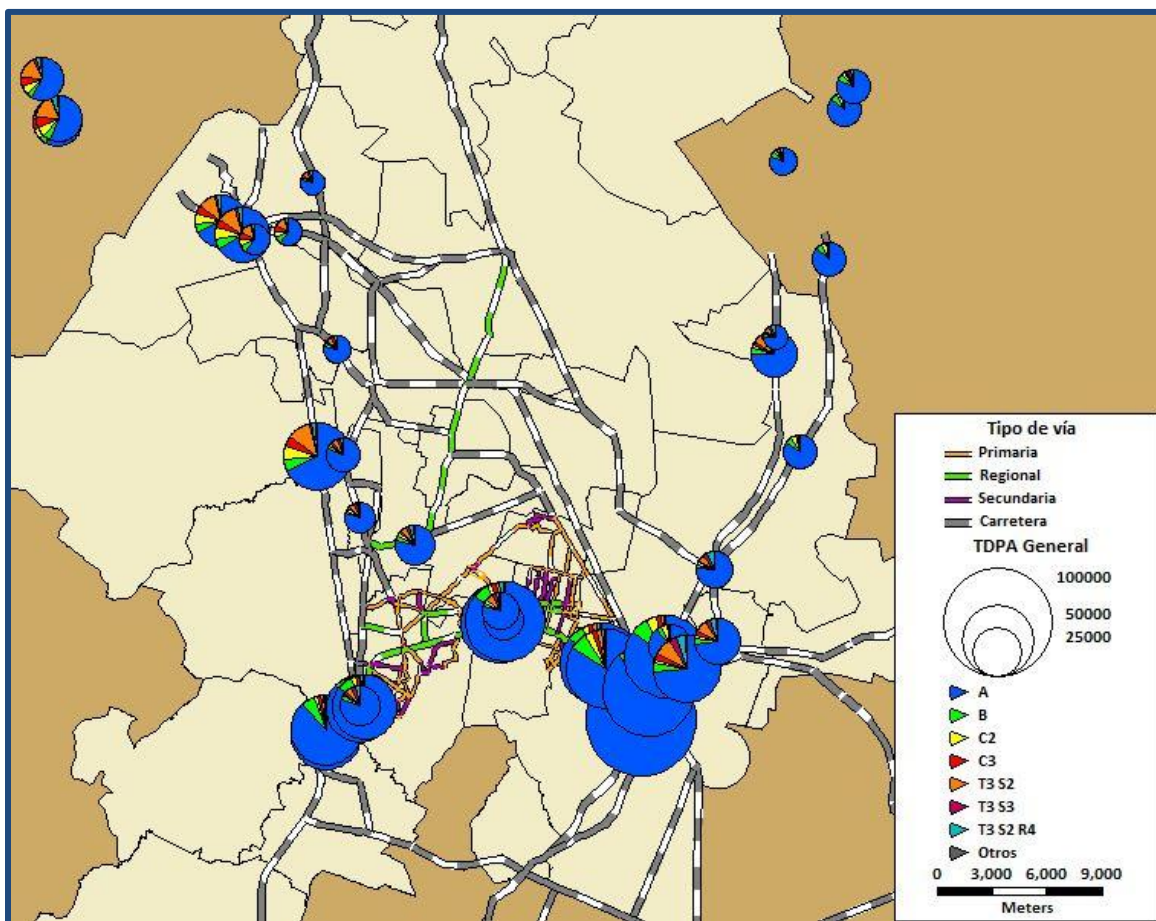 Tipo de vía
Primaria
Regional
Secundaria
Carretera
TDPA General
100000
50000
25000
A
B
C2
C3
T3 S2
T3 S3
T3 S2 R4
Otros
0 3,000 6,000 9,000
Meters